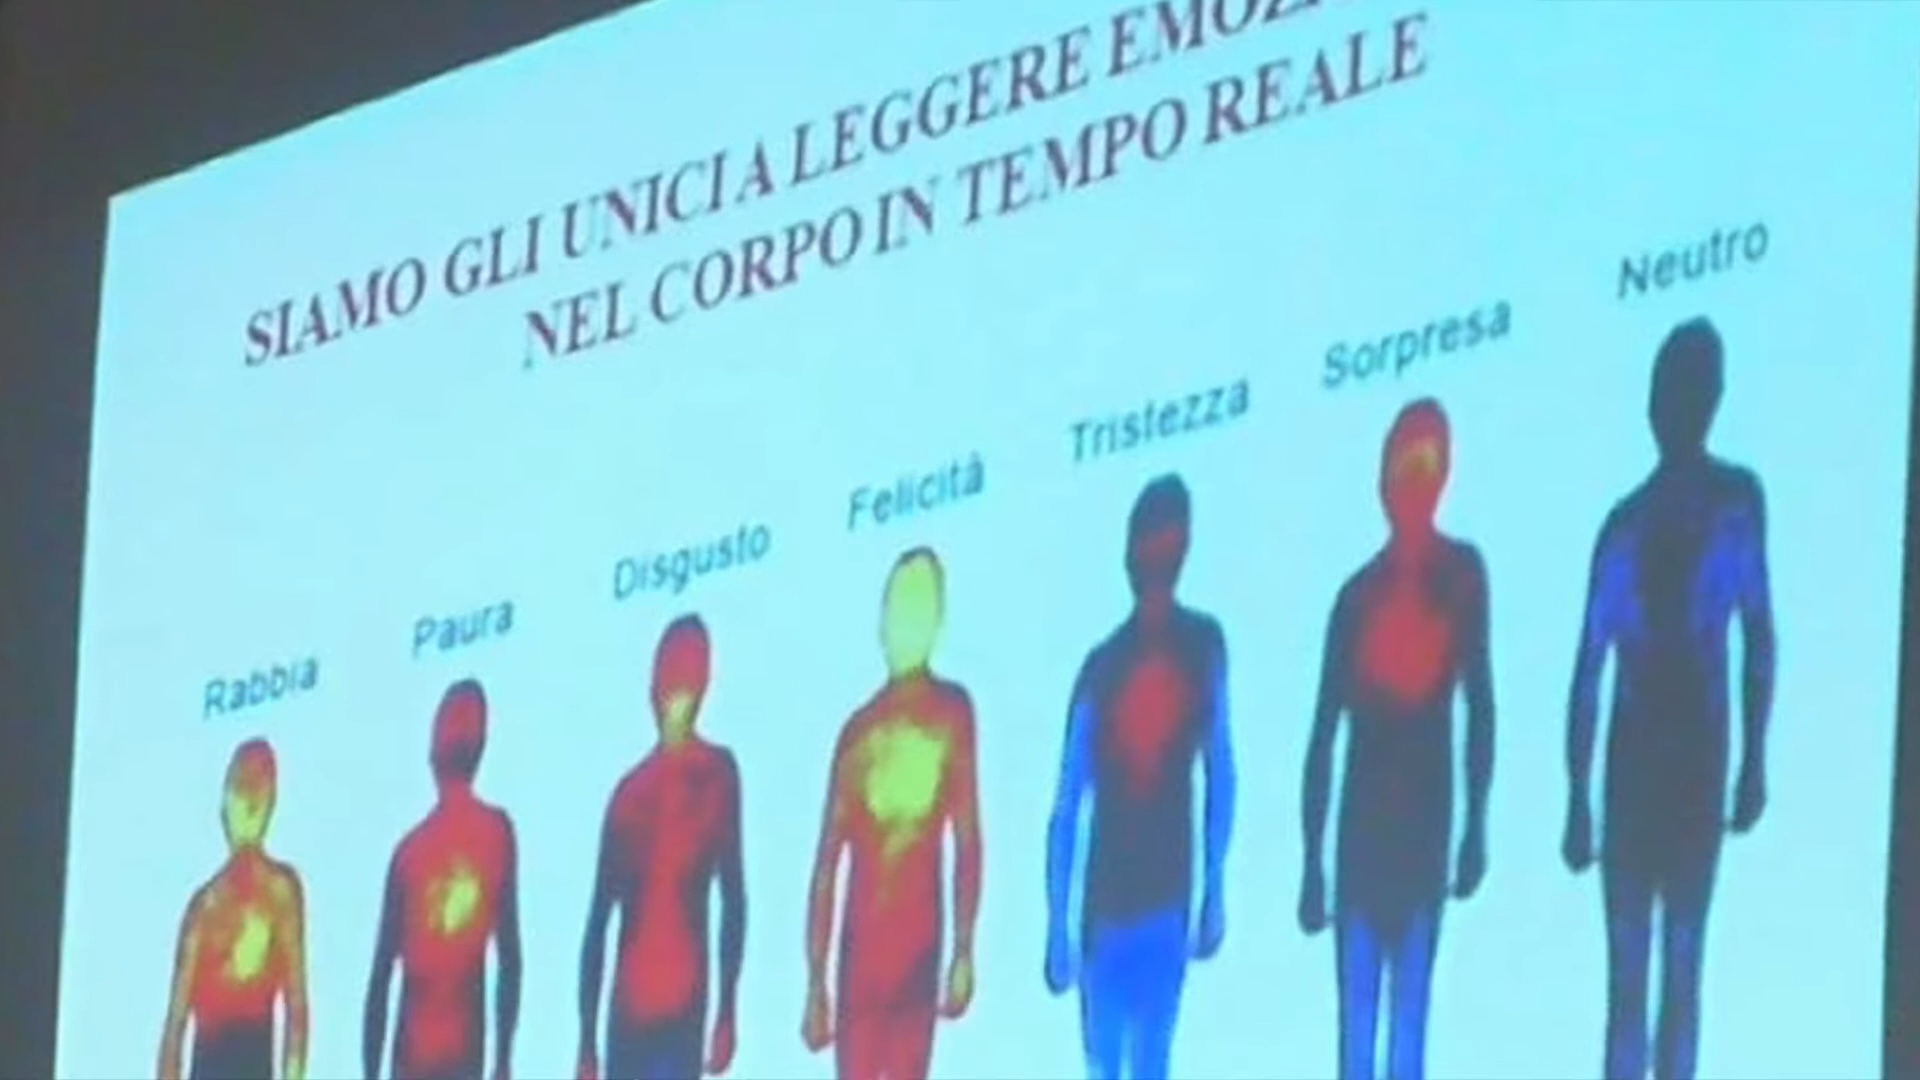 SIAMO GLI UNICI A LEGGERE
NEL CORPO IN TEMPO REALE
Rabbia
Paura
Disgusto
Felicità
Tristezza
Sorpresa
Neutro